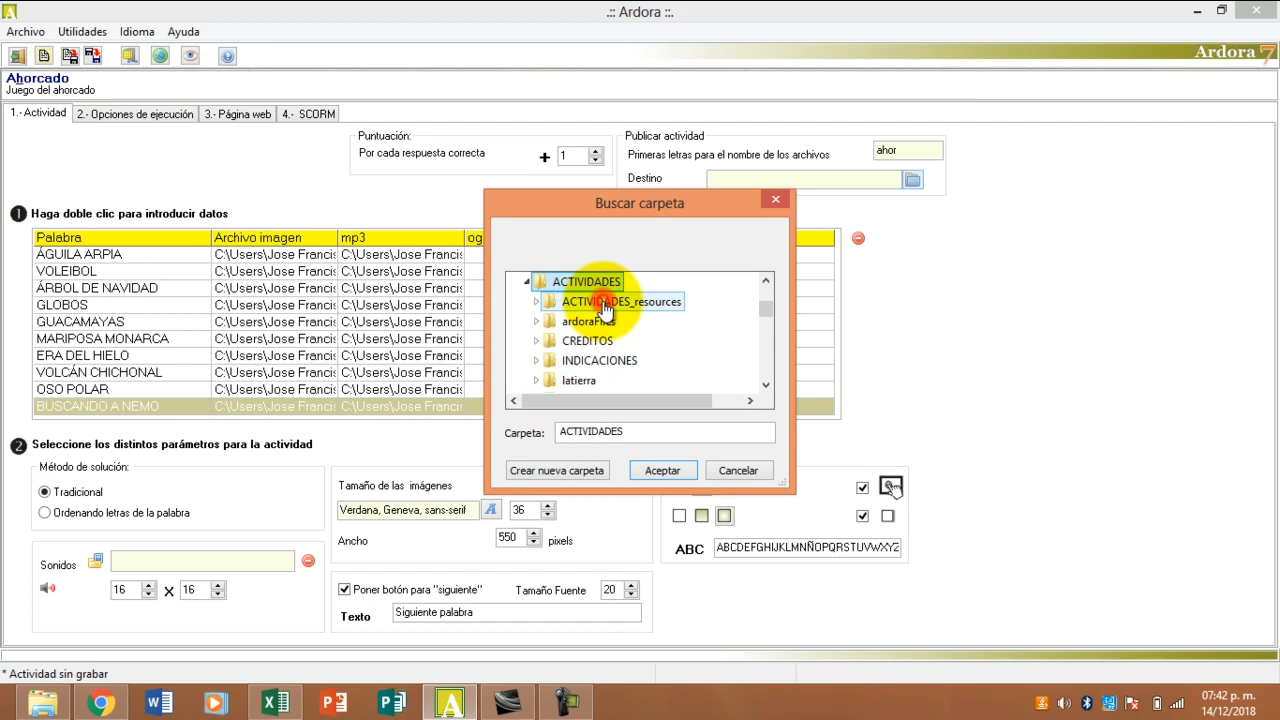 .:: Ardora ::.
Archivo Utilidades Idioma Ayuda
Ardora 7
Ahorcado
Juego del ahorcado
1.- Actividad 2.- Opciones de ejecución 3.- Página web 4.- SCORM
Puntuación:
Por cada respuesta correcta + 1
Publicar actividad
Primeras letras para el nombre de los archivos ahor
Destino
1 Haga doble clic para introducir datos
Palabra Archivo imagen mp3 og
ÁGUILA ARPIA C:\Users\Jose Francis C:\Users\Jose Francis
VOLEIBOL C:\Users\Jose Francis C:\Users\Jose Francis
ÁRBOL DE NAVIDAD C:\Users\Jose Francis C:\Users\Jose Francis
GLOBOS C:\Users\Jose Francis C:\Users\Jose Francis
GUACAMAYAS C:\Users\Jose Francis C:\Users\Jose Francis
MARIPOSA MONARCA C:\Users\Jose Francis C:\Users\Jose Francis
ERA DEL HIELO C:\Users\Jose Francis C:\Users\Jose Francis
VOLCÁN CHICHONAL C:\Users\Jose Francis C:\Users\Jose Francis
OSO POLAR C:\Users\Jose Francis C:\Users\Jose Francis
BUSCANDO A NEMO C:\Users\Jose Francis C:\Users\Jose Francis
Buscar carpeta
ACTIVIDADES
ACTIVIDADES_resources
ardoraFiles
CREDITOS
INDICACIONES
latierra
Carpeta: ACTIVIDADES
Crear nueva carpeta Aceptar Cancelar
2 Seleccione los distintos parámetros para la actividad
Método de solución:
Tradicional
Ordenando letras de la palabra
Tamaño de las imágenes
Verdana, Geneva, sans-serif A 36
Ancho 550 pixels
Sonidos
16 x 16
Poner botón para "siguiente" Tamaño Fuente 20
Texto Siguiente palabra
ABC ABCDEFGHIJKLMNÑOPQRSTUVWXYZ
* Actividad sin grabar
07:42 p. m.
14/12/2018